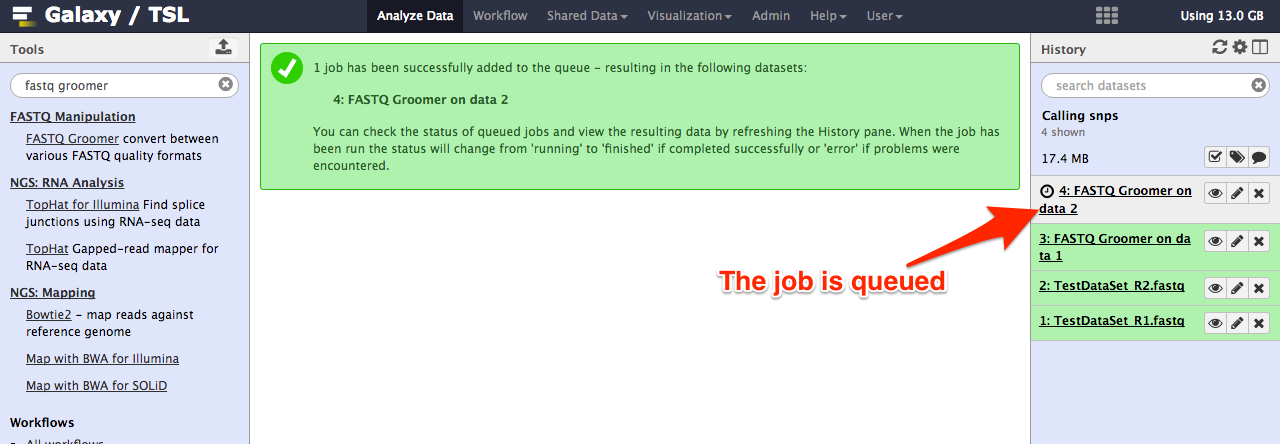 Galaxy / TSL
Analyze Data Workflow Shared Data Visualization Admin Help User Using 13.0 GB
Tools
fastq groomer
FASTQ Manipulation
FASTQ Groomer convert between
various FASTQ quality formats
NGS: RNA Analysis
TopHat for Illumina Find splice
junctions using RNA-seq data
TopHat Gapped-read mapper for
RNA-seq data
NGS: Mapping
Bowtie2 - map reads against
reference genome
Map with BWA for Illumina
Map with BWA for SOLiD
Workflows
All workflows
1 job has been successfully added to the queue - resulting in the following datasets:
4: FASTQ Groomer on data 2
You can check the status of queued jobs and view the resulting data by refreshing the History pane. When the job has
been run the status will change from 'running' to 'finished' if completed successfully or 'error' if problems were
encountered.
The job is queued
History
search datasets
Calling snps
4 shown
17.4 MB
4: FASTQ Groomer on
data 2
3: FASTQ Groomer on da
ta 1
2: TestDataSet_R2.fastq
1: TestDataSet_R1.fastq